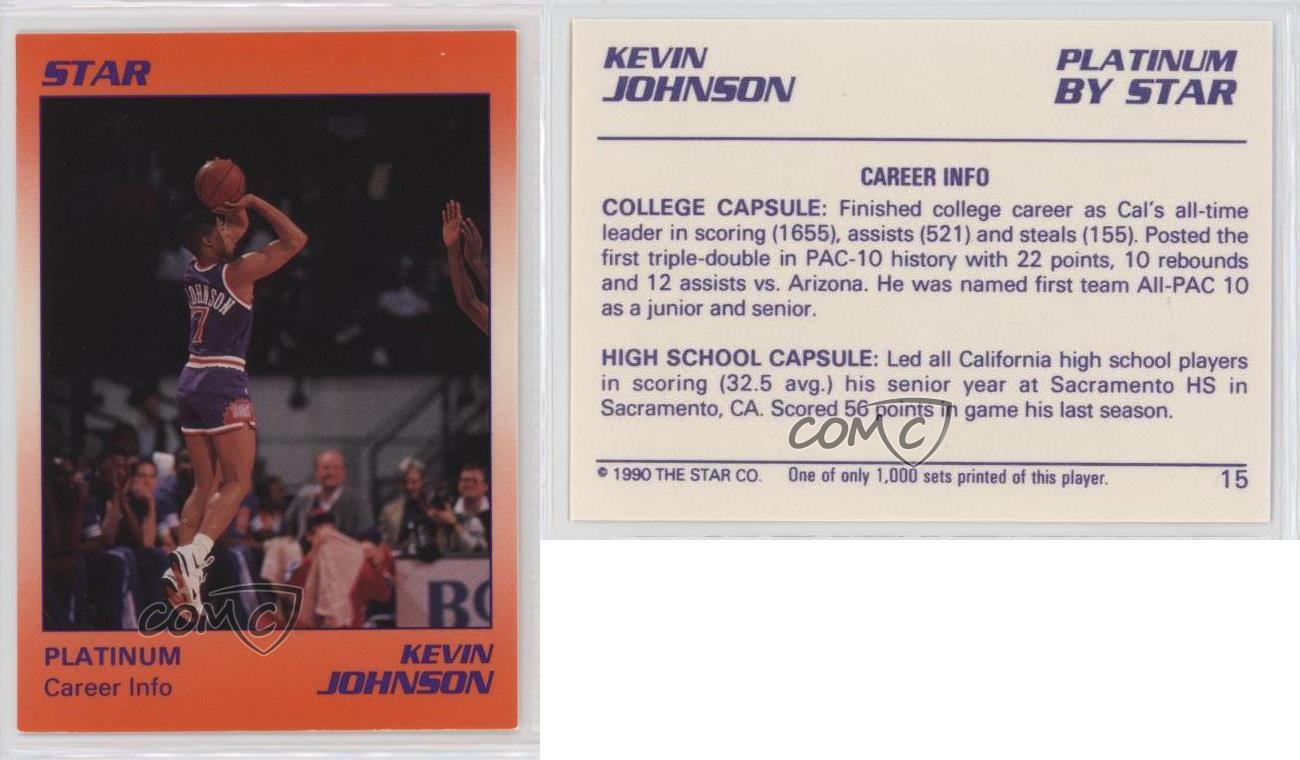 STAR
JOHNSON
7
BO
COMC
PLATINUM
Career Info
KEVIN
JOHNSON
KEVIN
JOHNSON
PLATINUM
BY STAR
CAREER INFO
COLLEGE CAPSULE: Finished college career as Cal's all-time
leader in scoring (1655), assists (521) and steals (155). Posted the
first triple-double in PAC-10 history with 22 points, 10 rebounds
and 12 assists vs. Arizona. He was named first team All-PAC 10
as a junior and senior.
HIGH SCHOOL CAPSULE: Led all California high school players
in scoring (32.5 avg.) his senior year at Sacramento HS in
Sacramento, CA. Scored 56 points in game his last season.
COMC
© 1990 THE STAR CO. One of only 1,000 sets printed of this player. 15